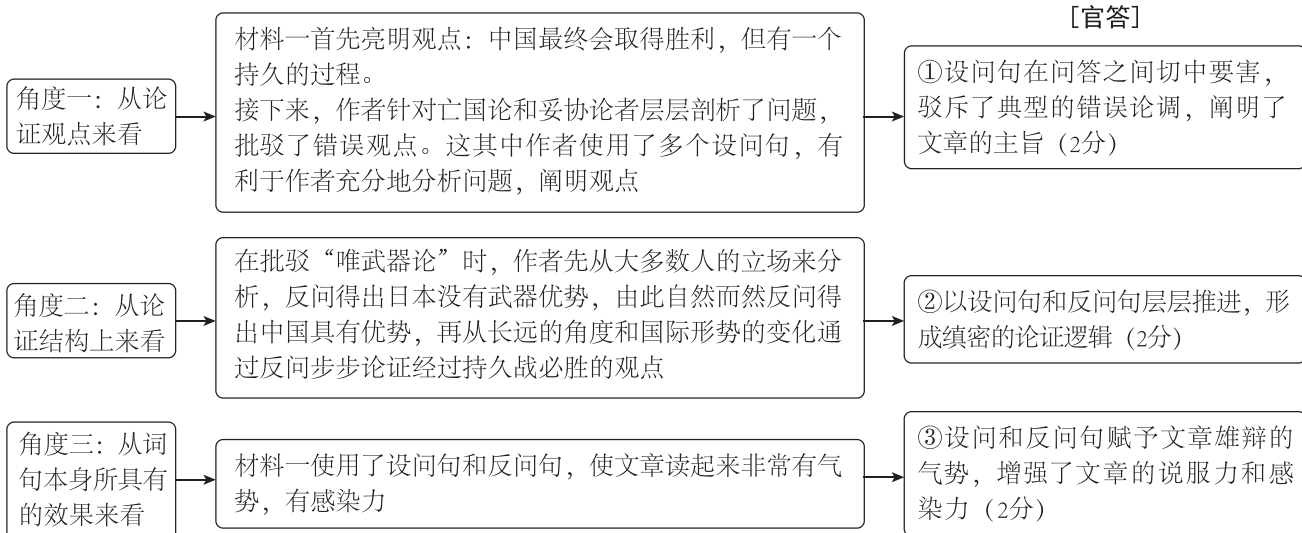 [官答]
角度一：从论
证观点来看
材料一首先亮明观点：中国最终会取得胜利，但有一个
持久的过程。
接下来，作者针对亡国论和妥协论者层层剖析了问题，
批驳了错误观点。这其中作者使用了多个设问句，有
利于作者充分地分析问题，阐明观点
①设问句在问答之间切中要害，
驳斥了典型的错误论调，阐明了
文章的主旨（2分）
角度二：从论
证结构上来看
在批驳“唯武器论”时，作者先从大多数人的立场来分
析，反问得出日本没有武器优势，由此自然而然反问得
出中国具有优势，再从长远的角度和国际形势的变化通
过反问步步论证经过持久战必胜的观点
②以设问句和反问句层层推进，形
成缜密的论证逻辑（2分）
角度三：从词
句本身所具有
的效果来看
材料一使用了设问句和反问句，使文章读起来非常有气
势，有感染力
③设问和反问句赋予文章雄辩的
气势，增强了文章的说服力和感
染力（2分）